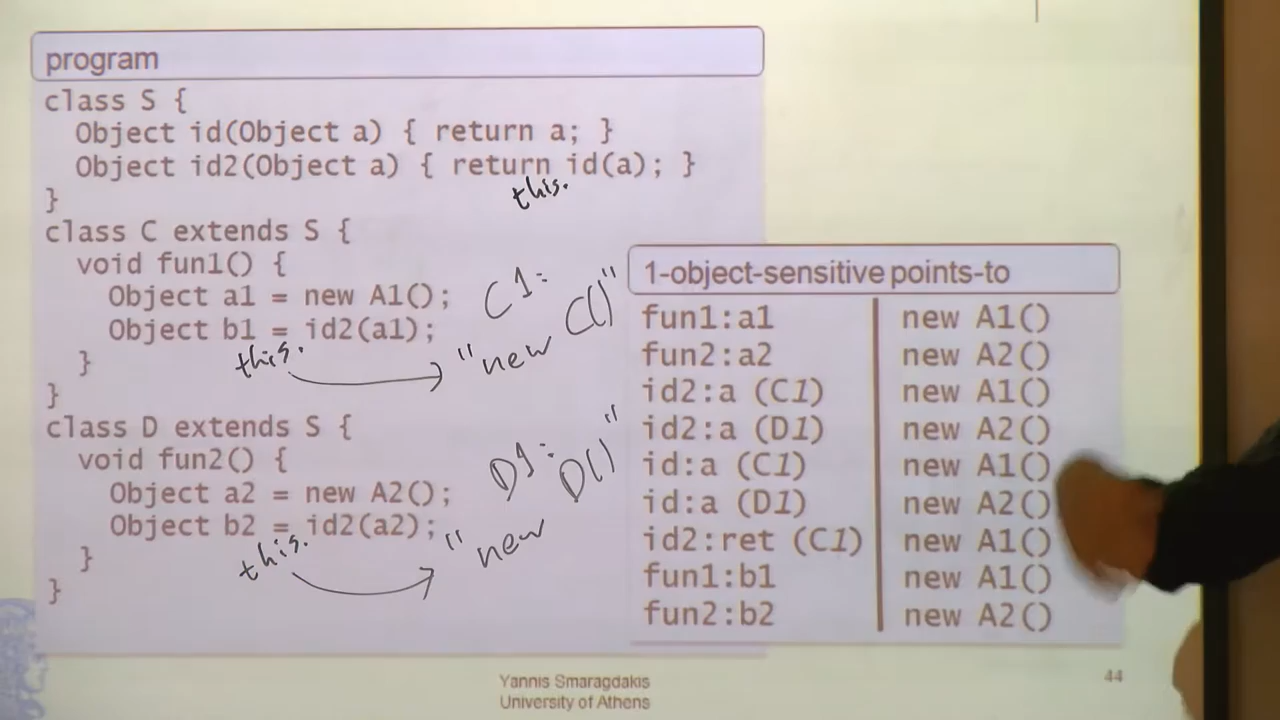 program
class S {
Object id(Object a) { return a; }
Object id2(Object a) { return id(a); }
this.
}
class C extends S {
void fun1() {
Object a1 = new A1();
C1:
Object b1 = id2(a1);
this.
"new C()"
}
}
class D extends S {
void fun2() {
Object a2 = new A2();
D1:
Object b2 = id2(a2);
this.
"new D()"
}
}
1-object-sensitive points-to
fun1:a1 new A1()
fun2:a2 new A2()
id2:a (C1) new A1()
id2:a (D1) new A2()
id:a (C1) new A1()
id:a (D1) new A2()
id2:ret (C1) new A1()
fun1:b1 new A1()
fun2:b2 new A2()
Yannis Smaragdakis
University of Athens
44